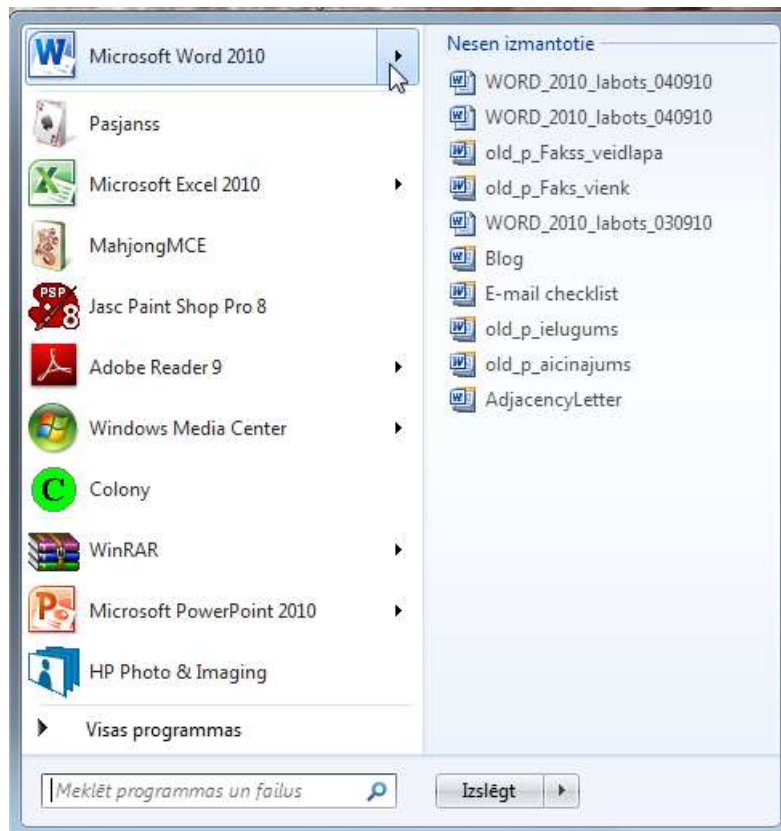 Microsoft Word 2010
Pasjanss
Microsoft Excel 2010
MahjongMCE
PSP
8
Jasc Paint Shop Pro 8
Adobe Reader 9
Windows Media Center
C
Colony
WinRAR
Microsoft PowerPoint 2010
HP Photo & Imaging
Visas programmas
Meklēt programmas un failus
Nesen izmantotie
WORD_2010_labots_040910
WORD_2010_labots_040910
old_p_Fakss_veidlapa
old_p_Faks_vienk
WORD_2010_labots_030910
Blog
E-mail checklist
old_p_ielugums
old_p_aicinajums
AdjacencyLetter
Izslēgt